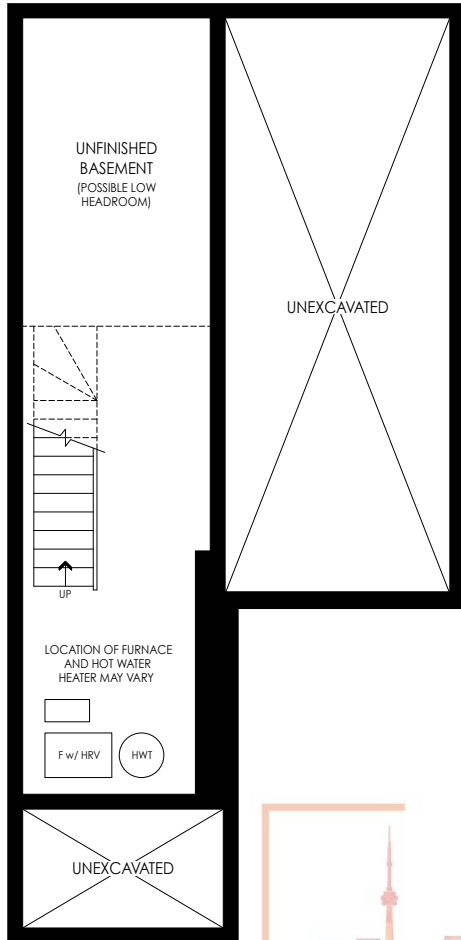 UNFINISHED
BASEMENT
(POSSIBLE LOW
HEADROOM)
UNEXCAVATED
UP
LOCATION OF FURNACE
AND HOT WATER
HEATER MAY VARY
F w/ HRV
HWT
UNEXCAVATED